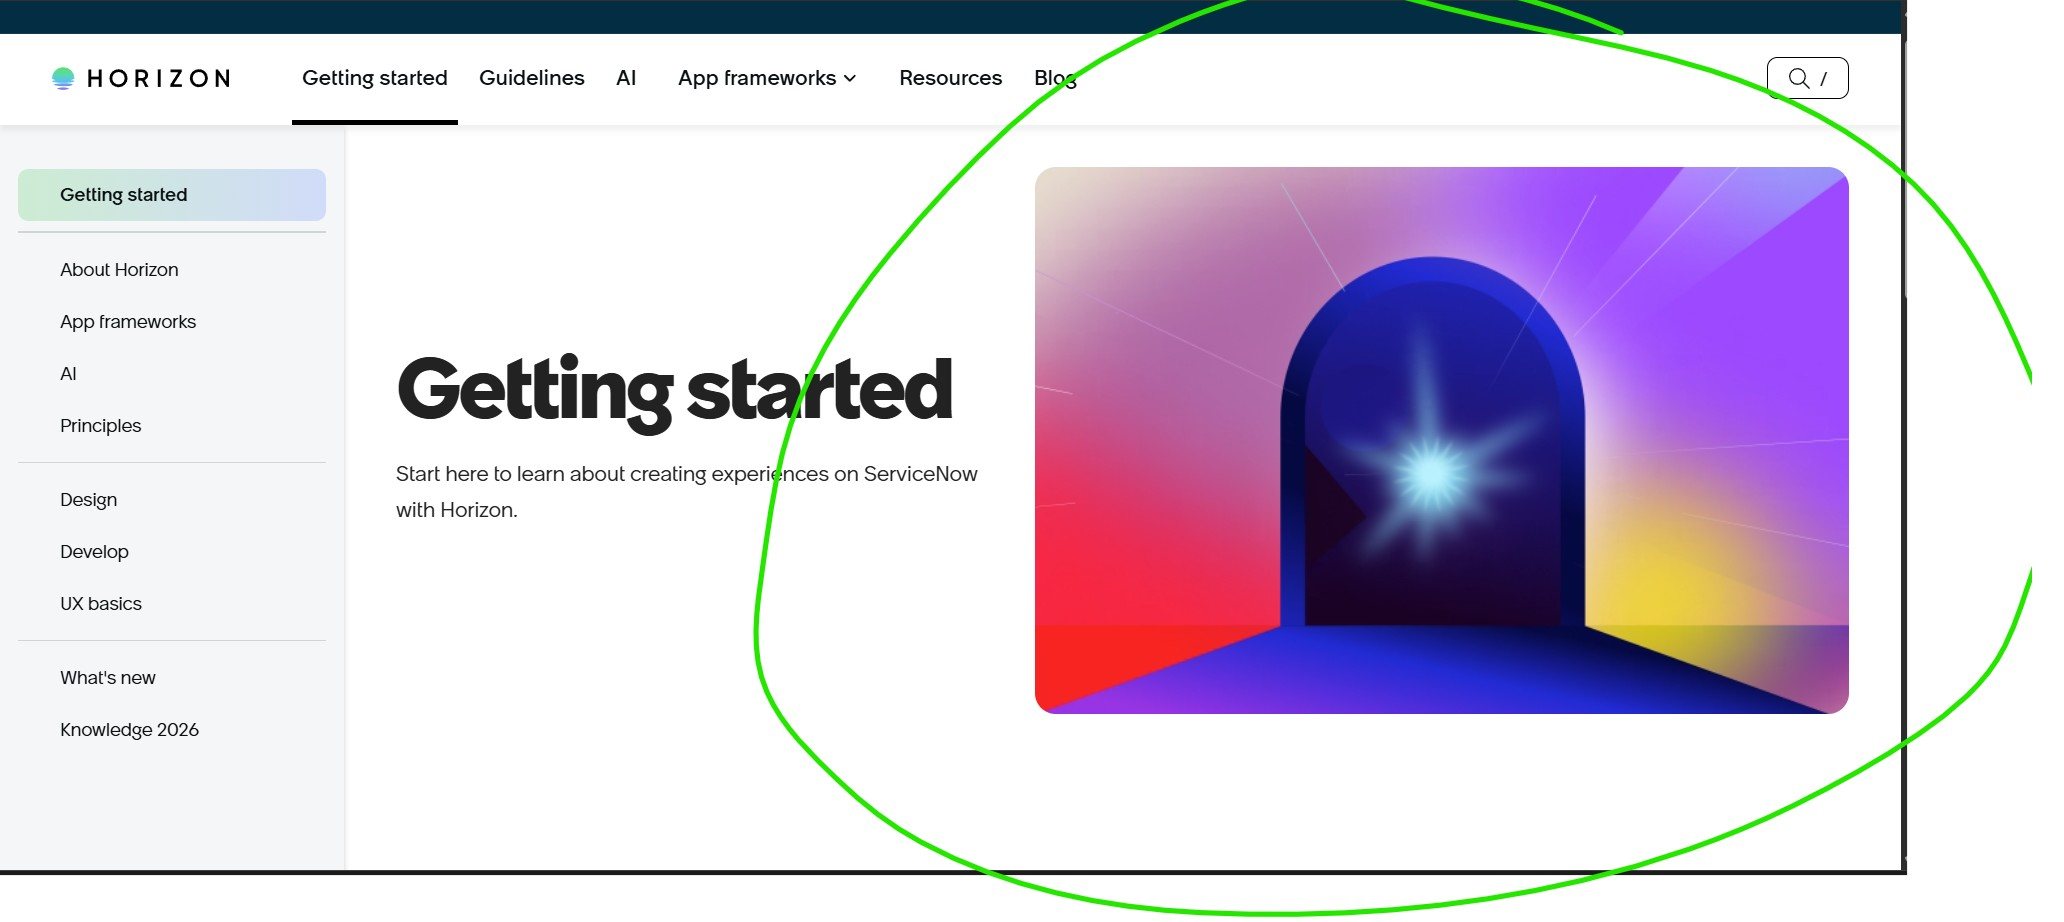 HORIZON
Getting started
Guidelines
AI
App frameworks
Resources
Blog
/
Getting started
About Horizon
App frameworks
AI
Principles
Design
Develop
UX basics
What's new
Knowledge 2026
Getting started
Start here to learn about creating experiences on ServiceNow
with Horizon.